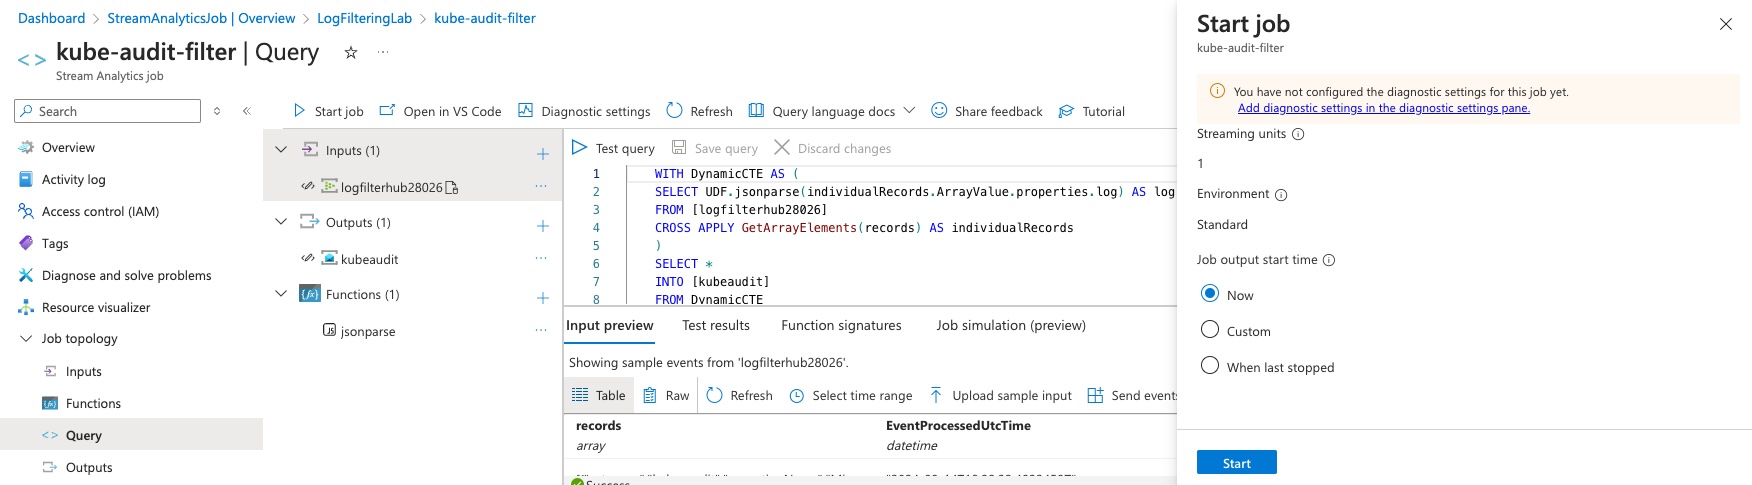 Dashboard > StreamAnalyticsJob | Overview > LogFilteringLab > kube-audit-filter
kube-audit-filter | Query
Stream Analytics job
Search
Overview
Activity log
Access control (IAM)
Tags
Diagnose and solve problems
Resource visualizer
Job topology
Inputs
Functions
Query
Outputs
Start job Open in VS Code Diagnostic settings Refresh Query language docs Share feedback Tutorial
Inputs (1)
logfilterhub28026
Outputs (1)
kubeaudit
Functions (1)
jsonparse
Test query Save query Discard changes
1 WITH DynamicCTE AS (
2 SELECT UDF.jsonparse(individualRecords.ArrayValue.properties.log) AS log
3 FROM [logfilterhub28026]
4 CROSS APPLY GetArrayElements(records) AS individualRecords
5 )
6 SELECT *
7 INTO [kubeaudit]
8 FROM DynamicCTE
Input preview Test results Function signatures Job simulation (preview)
Showing sample events from 'logfilterhub28026'.
Table Raw Refresh Select time range Upload sample input Send events
records EventProcessedUtcTime
array datetime
Success
Start job
kube-audit-filter
You have not configured the diagnostic settings for this job yet.
Add diagnostic settings in the diagnostic settings pane.
Streaming units
1
Environment
Standard
Job output start time
Now
Custom
When last stopped
Start